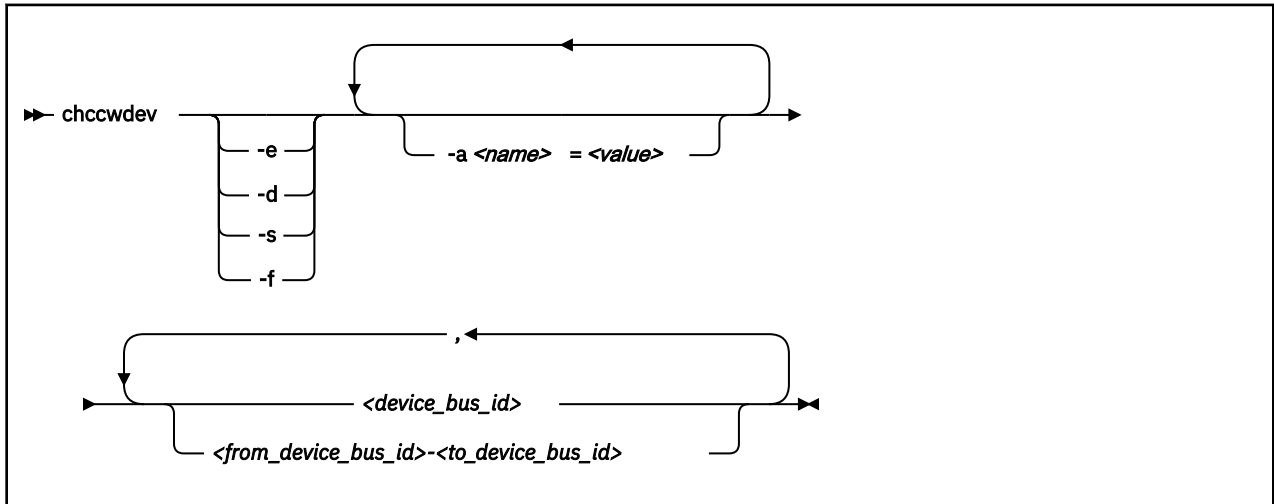 chccwdev
-e
-a <name> = <value>
-d
-s
-f
,
<device_bus_id>
<from_device_bus_id>-<to_device_bus_id>